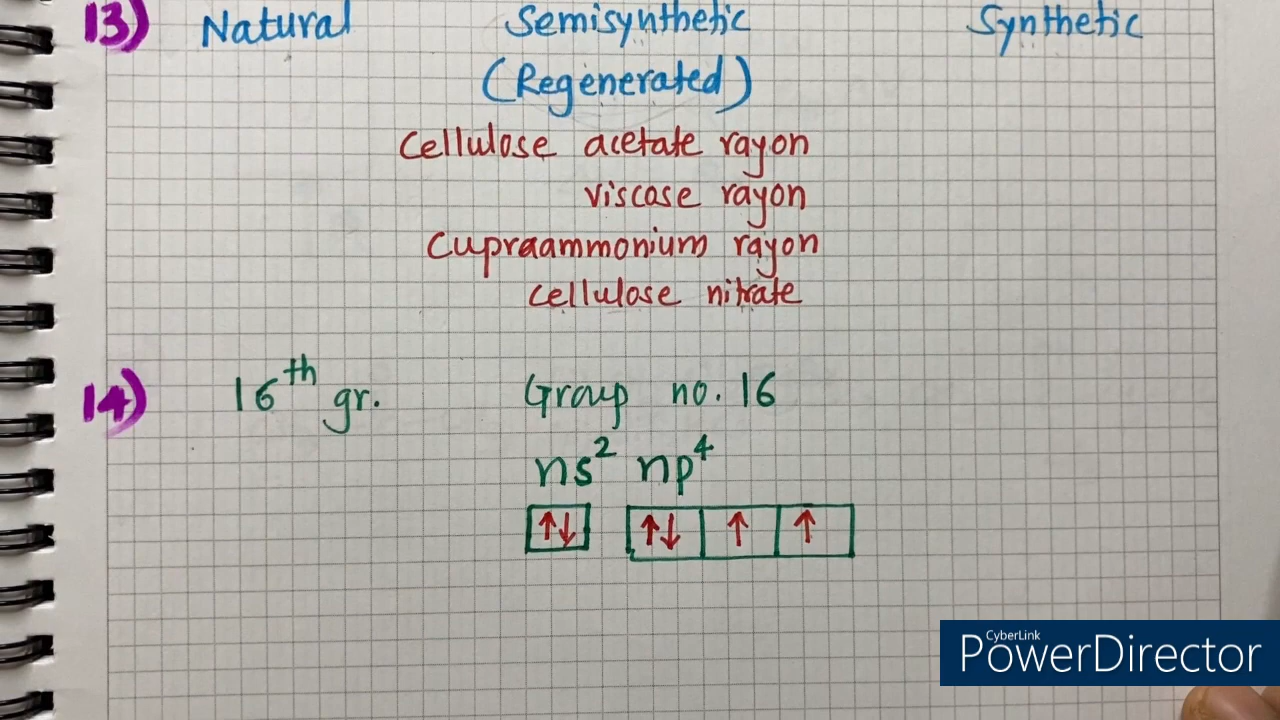 13) Natural Semisynthetic Synthetic
(Regenerated)
Cellulose acetate rayon
viscose rayon
Cupraammonium rayon
cellulose nitrate
14) 16th gr. Group no. 16
ns² np⁴
↑↓ ↑↓ ↑ ↑
CyberLink
PowerDirector